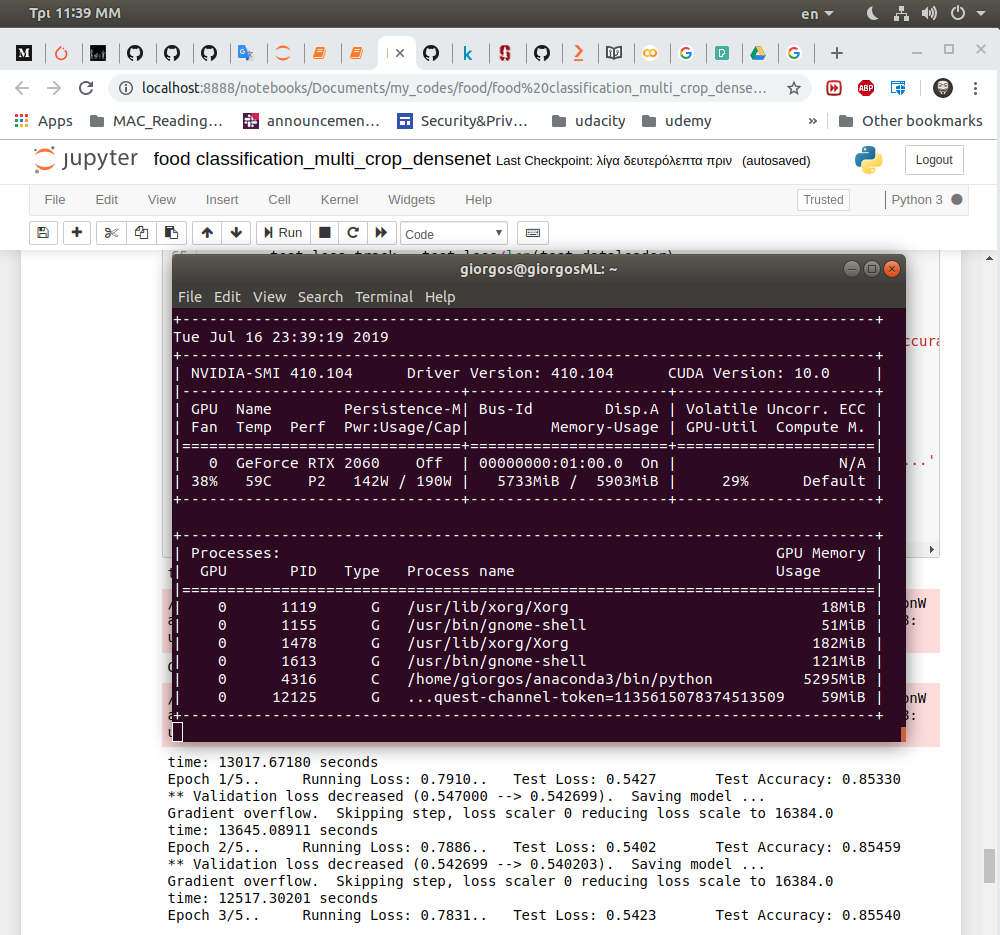 Τρι 11:39 ΜΜ
en
localhost:8888/notebooks/Documents/my_codes/food/food%20classification_multi_crop_dense...
ABP
Apps MAC_Reading... announcemen... Security&Priv... udacity udemy » Other bookmarks
jupyter food classification_multi_crop_densenet Last Checkpoint: λίγα δευτερόλεπτα πριν (autosaved)
Logout
File Edit View Insert Cell Kernel Widgets Help
Trusted
Python 3
Run
Code
giorgos@giorgosML: ~
File Edit View Search Terminal Help
+-----------------------------------------------------------------------------+
Tue Jul 16 23:39:19 2019
+-----------------------------------------------------------------------------+
| NVIDIA-SMI 410.104      Driver Version: 410.104      CUDA Version: 10.0     |
|-------------------------------+----------------------+----------------------+
| GPU  Name        Persistence-M| Bus-Id        Disp.A | Volatile Uncorr. ECC |
| Fan  Temp  Perf  Pwr:Usage/Cap|         Memory-Usage | GPU-Util  Compute M. |
|===============================+======================+======================|
|   0  GeForce RTX 2060    Off  | 00000000:01:00.0  On |                  N/A |
| 38%   59C    P2   142W / 190W |   5733MiB /  5903MiB |     29%      Default |
+-------------------------------+----------------------+----------------------+
+-----------------------------------------------------------------------------+
| Processes:                                                       GPU Memory |
|  GPU       PID   Type   Process name                             Usage      |
|=============================================================================|
|    0      1119      G   /usr/lib/xorg/Xorg                            18MiB |
|    0      1155      G   /usr/bin/gnome-shell                          51MiB |
|    0      1478      G   /usr/lib/xorg/Xorg                           182MiB |
|    0      1613      G   /usr/bin/gnome-shell                         121MiB |
|    0      4316      C   /home/giorgos/anaconda3/bin/python          5295MiB |
|    0     12125      G   ...quest-channel-token=1135615078374513509    59MiB |
+-----------------------------------------------------------------------------+
time: 13017.67180 seconds
Epoch 1/5.. Running Loss: 0.7910.. Test Loss: 0.5427 Test Accuracy: 0.85330
** Validation loss decreased (0.547000 --> 0.542699). Saving model ...
Gradient overflow. Skipping step, loss scaler 0 reducing loss scale to 16384.0
time: 13645.08911 seconds
Epoch 2/5.. Running Loss: 0.7886.. Test Loss: 0.5402 Test Accuracy: 0.85459
** Validation loss decreased (0.542699 --> 0.540203). Saving model ...
Gradient overflow. Skipping step, loss scaler 0 reducing loss scale to 16384.0
time: 12517.30201 seconds
Epoch 3/5.. Running Loss: 0.7831.. Test Loss: 0.5423 Test Accuracy: 0.85540